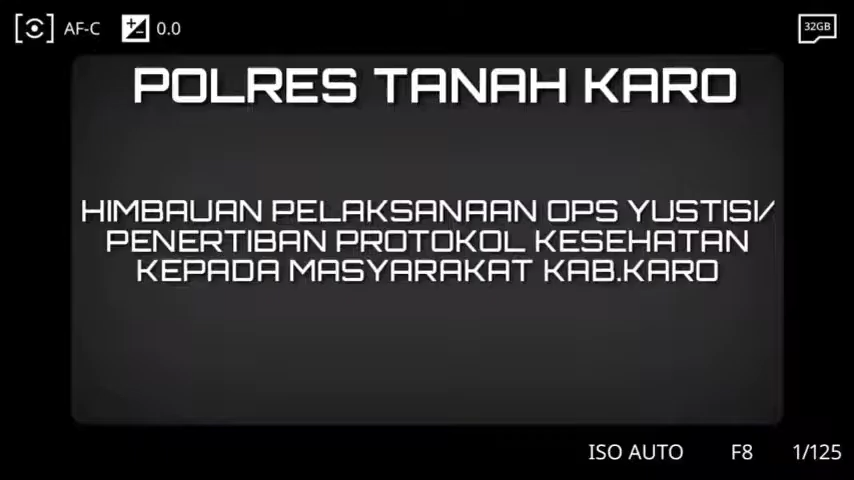 AF-C 0.0 32GB
POLRES TANAH KARO
HIMBAUAN PELAKSANAAN OPS YUSTISI/
PENERTIBAN PROTOKOL KESEHATAN
KEPADA MASYARAKAT KAB.KARO
ISO AUTO F8 1/125